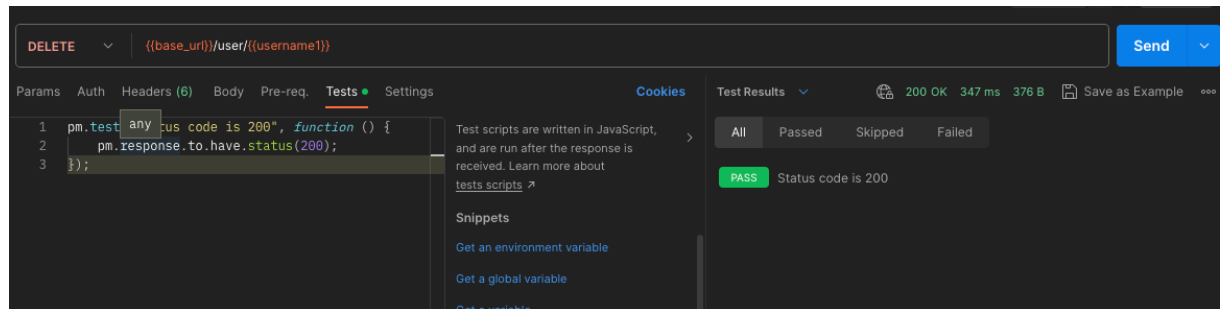 DELETE {{base_url}}/user/{{username1}} Send
Params Auth Headers (6) Body Pre-req. Tests Settings Cookies
1 pm.test any tus code is 200", function () {
2 pm.response.to.have.status(200);
3 });
Test scripts are written in JavaScript,
and are run after the response is
received. Learn more about
tests scripts ↗
Snippets
Get an environment variable
Get a global variable
Test Results 200 OK 347 ms 376 B Save as Example
All Passed Skipped Failed
PASS Status code is 200